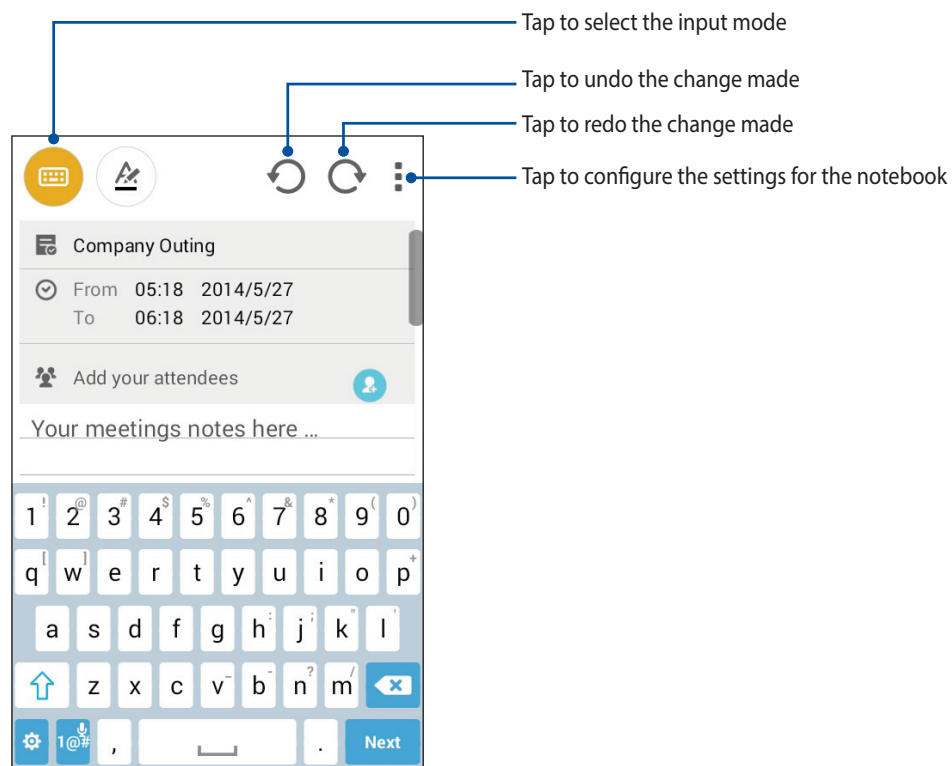 Tap to select the input mode
Tap to undo the change made
Tap to redo the change made
Tap to configure the settings for the notebook
Company Outing
From 05:18 2014/5/27
To 06:18 2014/5/27
Add your attendees
Your meetings notes here ...
1 ! 2 @ 3 # 4 $ 5 % 6 ^ 7 & 8 * 9 ( 0 )
q [ w ] e r t y u i o p +
a s d f g h : j ; k " l '
z x c v - b - n ? m /
1@# , . Next